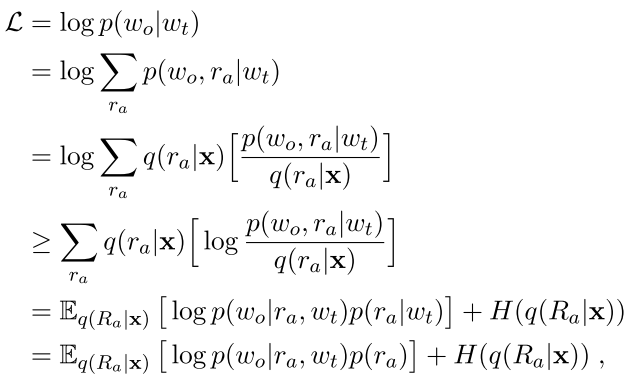 ℒ = log p(w_o|w_t)
= log ∑_{r_a} p(w_o, r_a|w_t)
= log ∑_{r_a} q(r_a|𝐱)[p(w_o, r_a|w_t) / q(r_a|𝐱)]
≥ ∑_{r_a} q(r_a|𝐱)[log p(w_o, r_a|w_t) / q(r_a|𝐱)]
= 𝔼_{q(R_a|𝐱)} [log p(w_o|r_a, w_t)p(r_a|w_t)] + H(q(R_a|𝐱))
= 𝔼_{q(R_a|𝐱)} [log p(w_o|r_a, w_t)p(r_a)] + H(q(R_a|𝐱)) ,